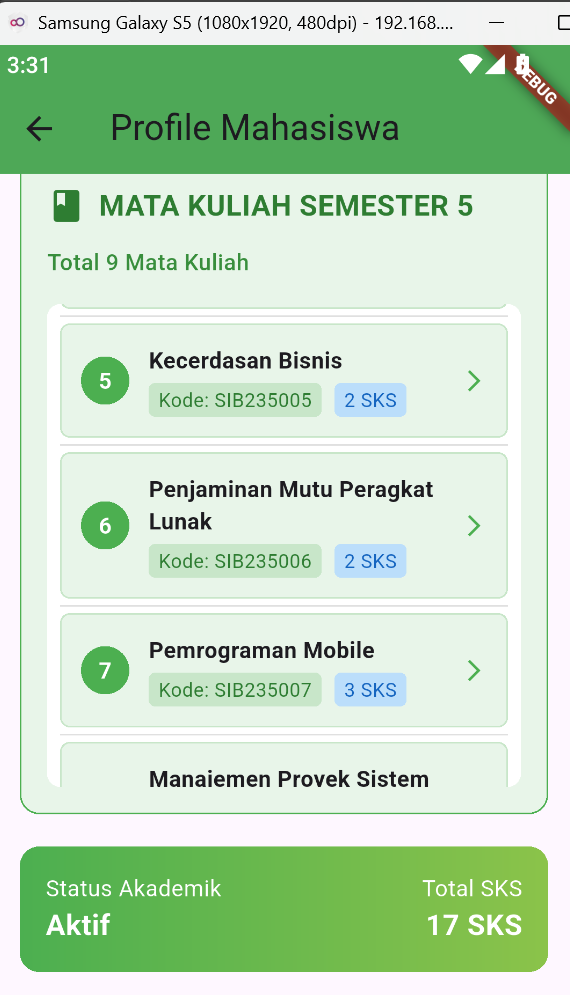 Samsung Galaxy S5 (1080x1920, 480dpi) - 192.168....
3:31
DEBUG
Profile Mahasiswa
MATA KULIAH SEMESTER 5
Total 9 Mata Kuliah
5
Kecerdasan Bisnis
Kode: SIB235005 2 SKS
6
Penjaminan Mutu Peragkat
Lunak
Kode: SIB235006 2 SKS
7
Pemrograman Mobile
Kode: SIB235007 3 SKS
Manajemen Proyek Sistem
Status Akademik Total SKS
Aktif 17 SKS